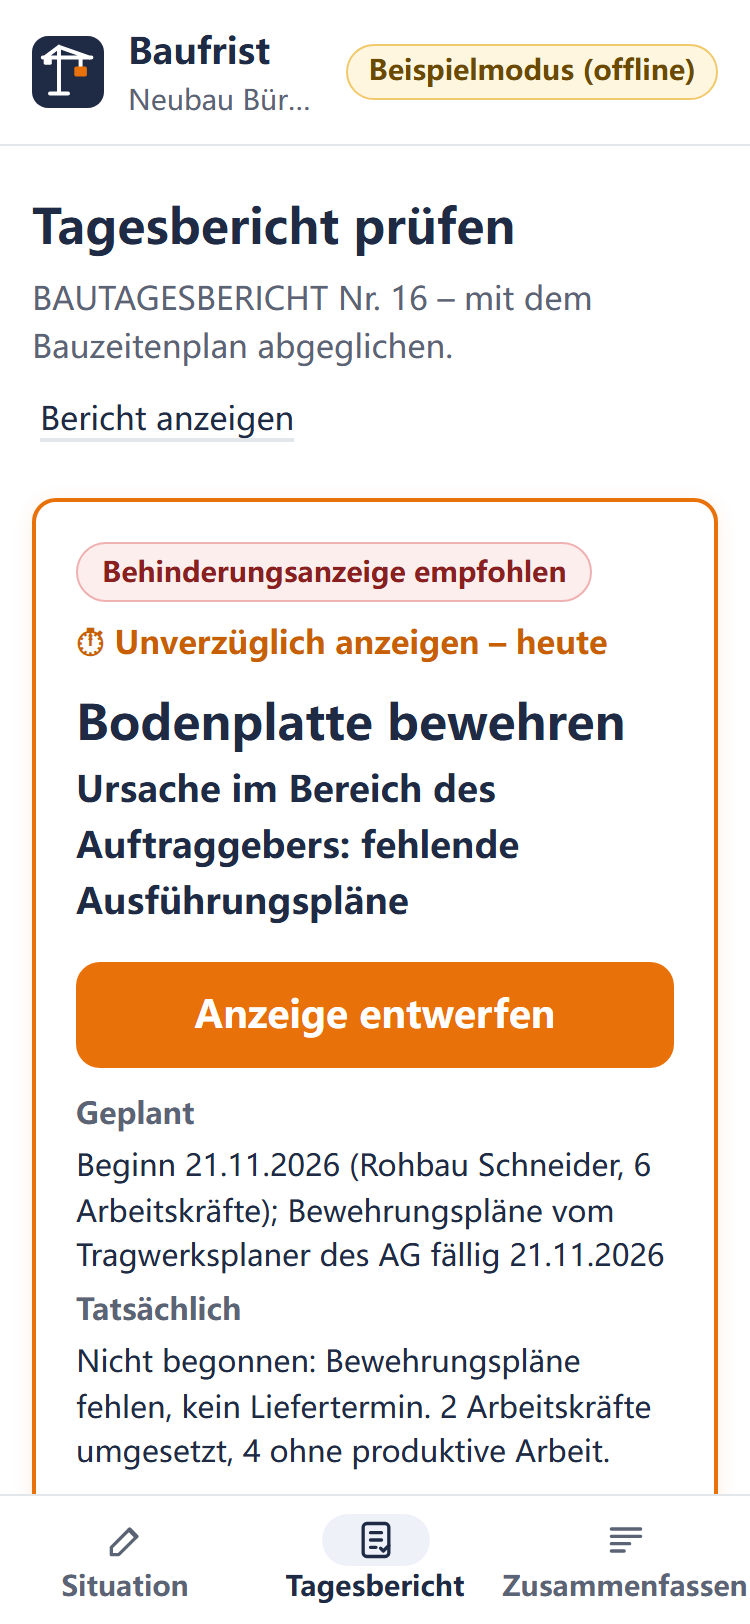 Baufrist
Neubau Bür...
Beispielmodus (offline)
Tagesbericht prüfen
BAUTAGESBERICHT Nr. 16 – mit dem
Bauzeitenplan abgeglichen.
Bericht anzeigen
Behinderungsanzeige empfohlen
⏱ Unverzüglich anzeigen – heute
Bodenplatte bewehren
Ursache im Bereich des
Auftraggebers: fehlende
Ausführungspläne
Anzeige entwerfen
Geplant
Beginn 21.11.2026 (Rohbau Schneider, 6
Arbeitskräfte); Bewehrungspläne vom
Tragwerksplaner des AG fällig 21.11.2026
Tatsächlich
Nicht begonnen: Bewehrungspläne
fehlen, kein Liefertermin. 2 Arbeitskräfte
umgesetzt, 4 ohne produktive Arbeit.
Situation
Tagesbericht
Zusammenfassen